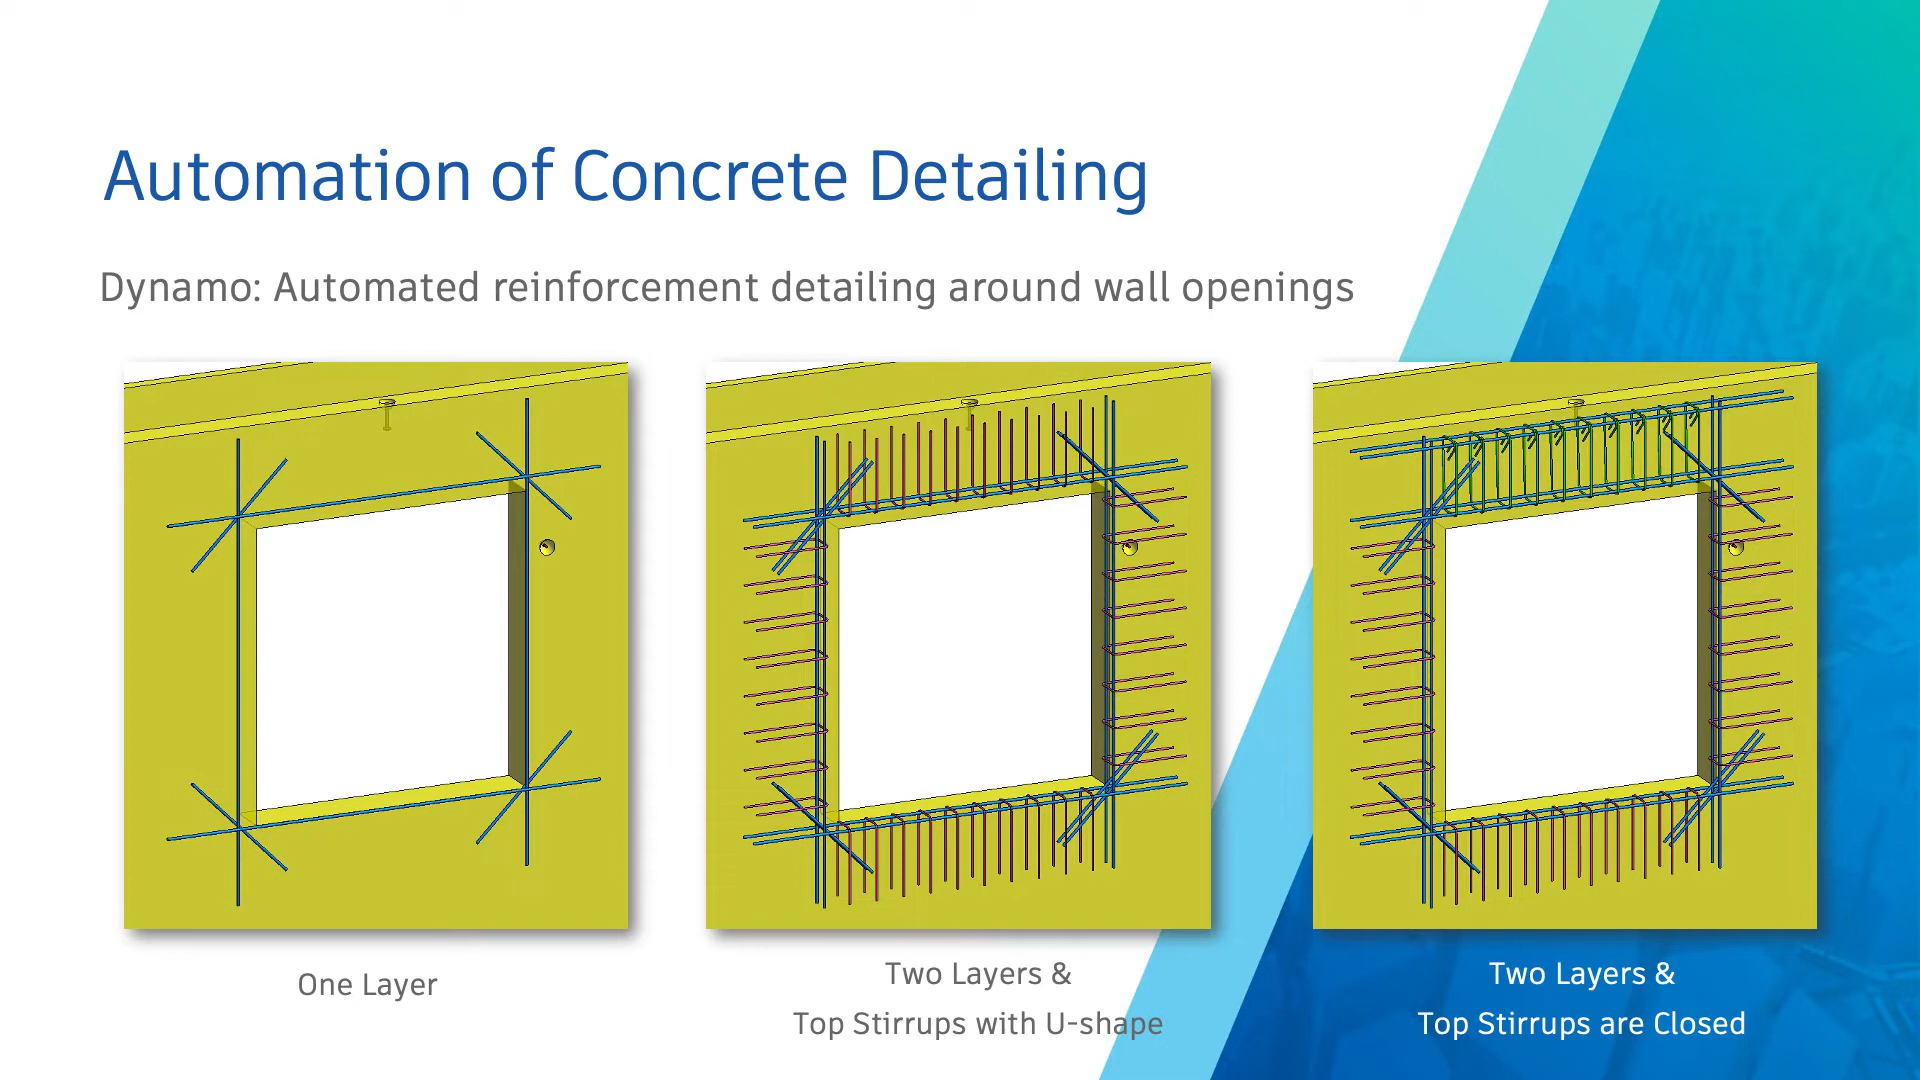 Automation of Concrete Detailing
Dynamo: Automated reinforcement detailing around wall openings
One Layer
Two Layers &
Top Stirrups with U-shape
Two Layers &
Top Stirrups are Closed